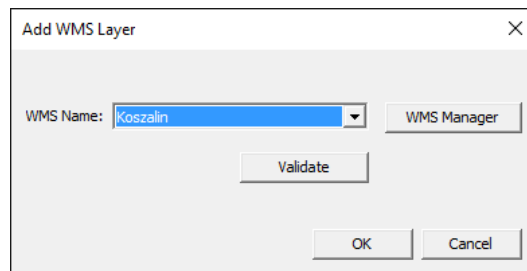 Add WMS Layer
WMS Name: Koszalin WMS Manager
Validate
OK Cancel